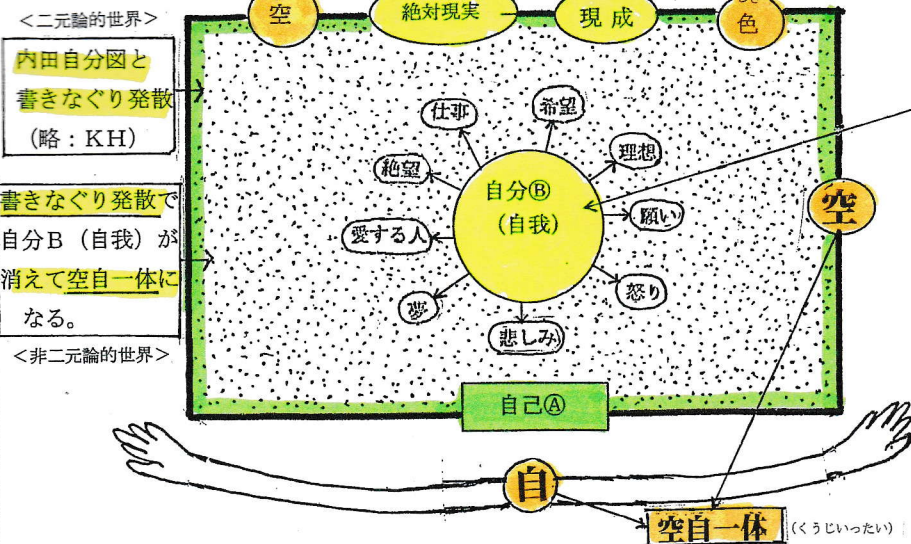 <二元論的世界>
内田自分図と
書きなぐり発散
(略:KH)
書きなぐり発散で
自分B(自我)が
消えて空自一体に
なる。
<非二元論的世界>
空
絶対現実
現成
色
仕事
希望
絶望
理想
自分Ⓑ
(自我)
願い
愛する人
怒り
夢
悲しみ
空
自己Ⓐ
自
空自一体
(くうじいったい)